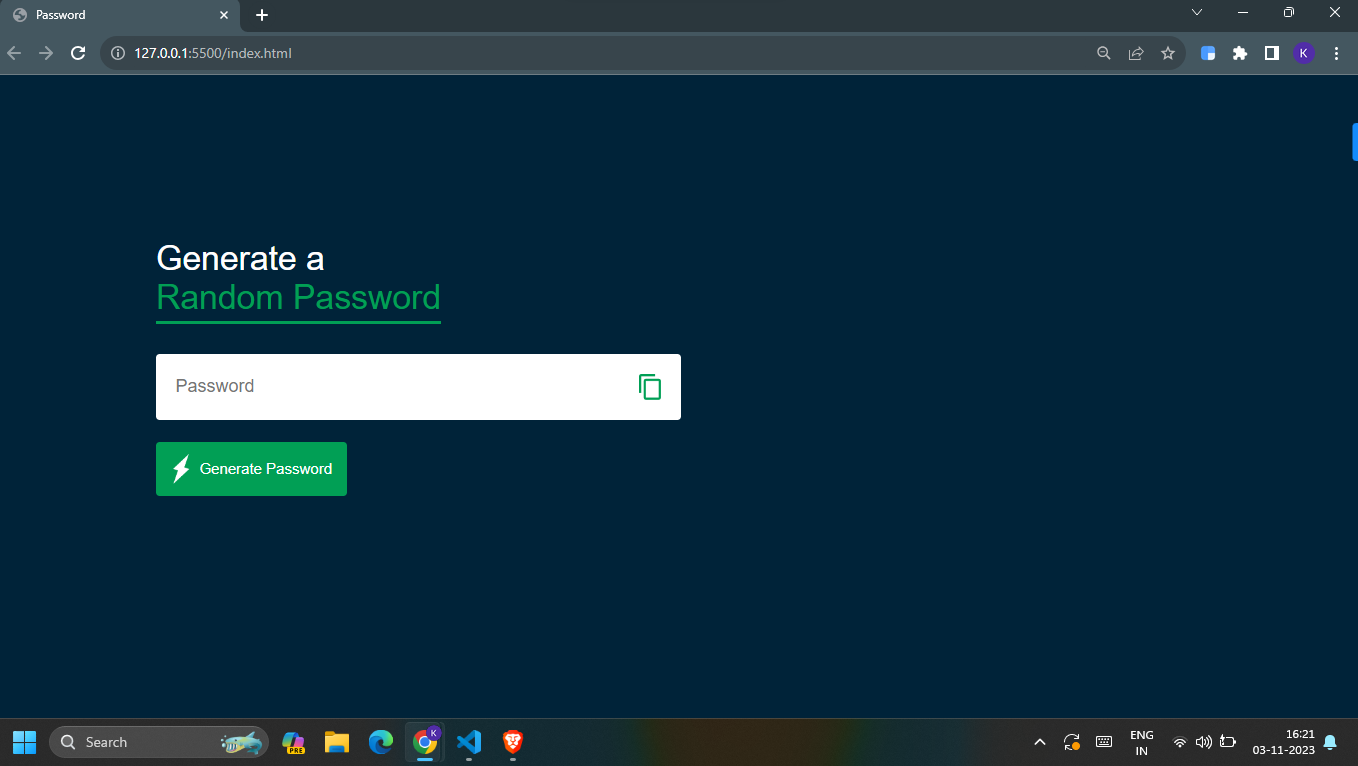 Password
127.0.0.1:5500/index.html
K
Generate a
Random Password
Password
Generate Password
Search
PRE
K
ENG
IN
16:21
03-11-2023